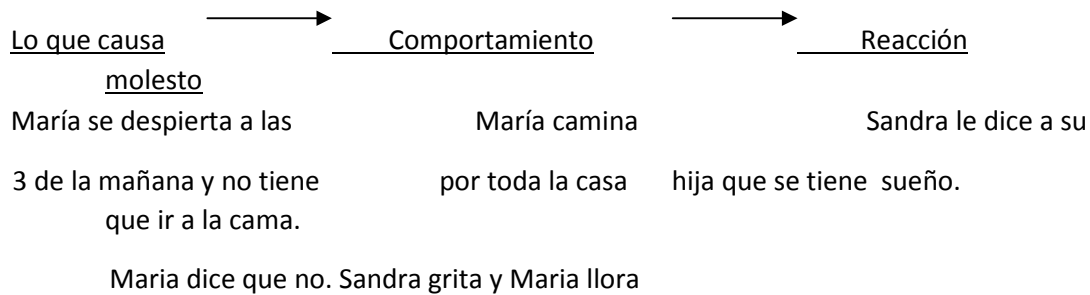 Lo que causa Comportamiento Reacción
molesto
María se despierta a las María camina Sandra le dice a su
3 de la mañana y no tiene por toda la casa hija que se tiene sueño.
que ir a la cama.
Maria dice que no. Sandra grita y Maria llora